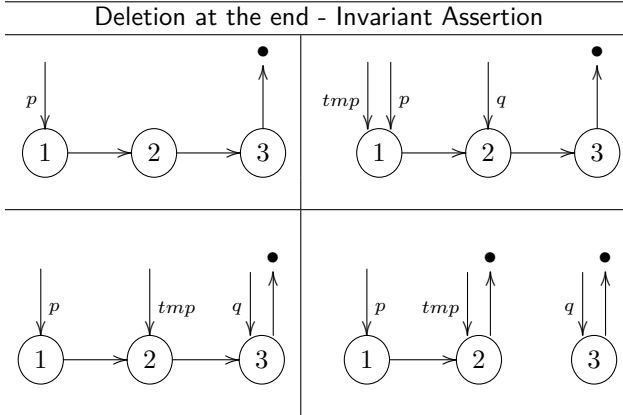 Deletion at the end - Invariant Assertion
p
1 2 3
tmp p q
1 2 3
p tmp q
1 2 3
p tmp q
1 2 3